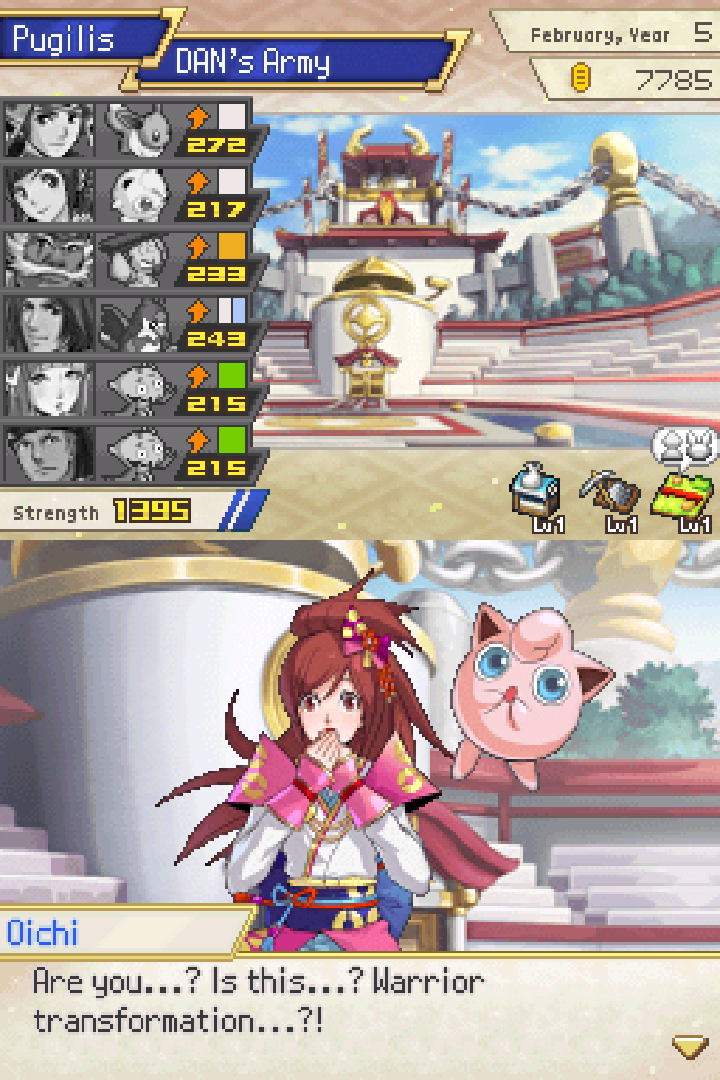 Pugilis
DAN's Army
February, Year 5
7785
272
217
233
243
215
215
Strength 1395
Lv1
Lv1
Lv1
Oichi
Are you...? Is this...? Warrior
transformation...?!